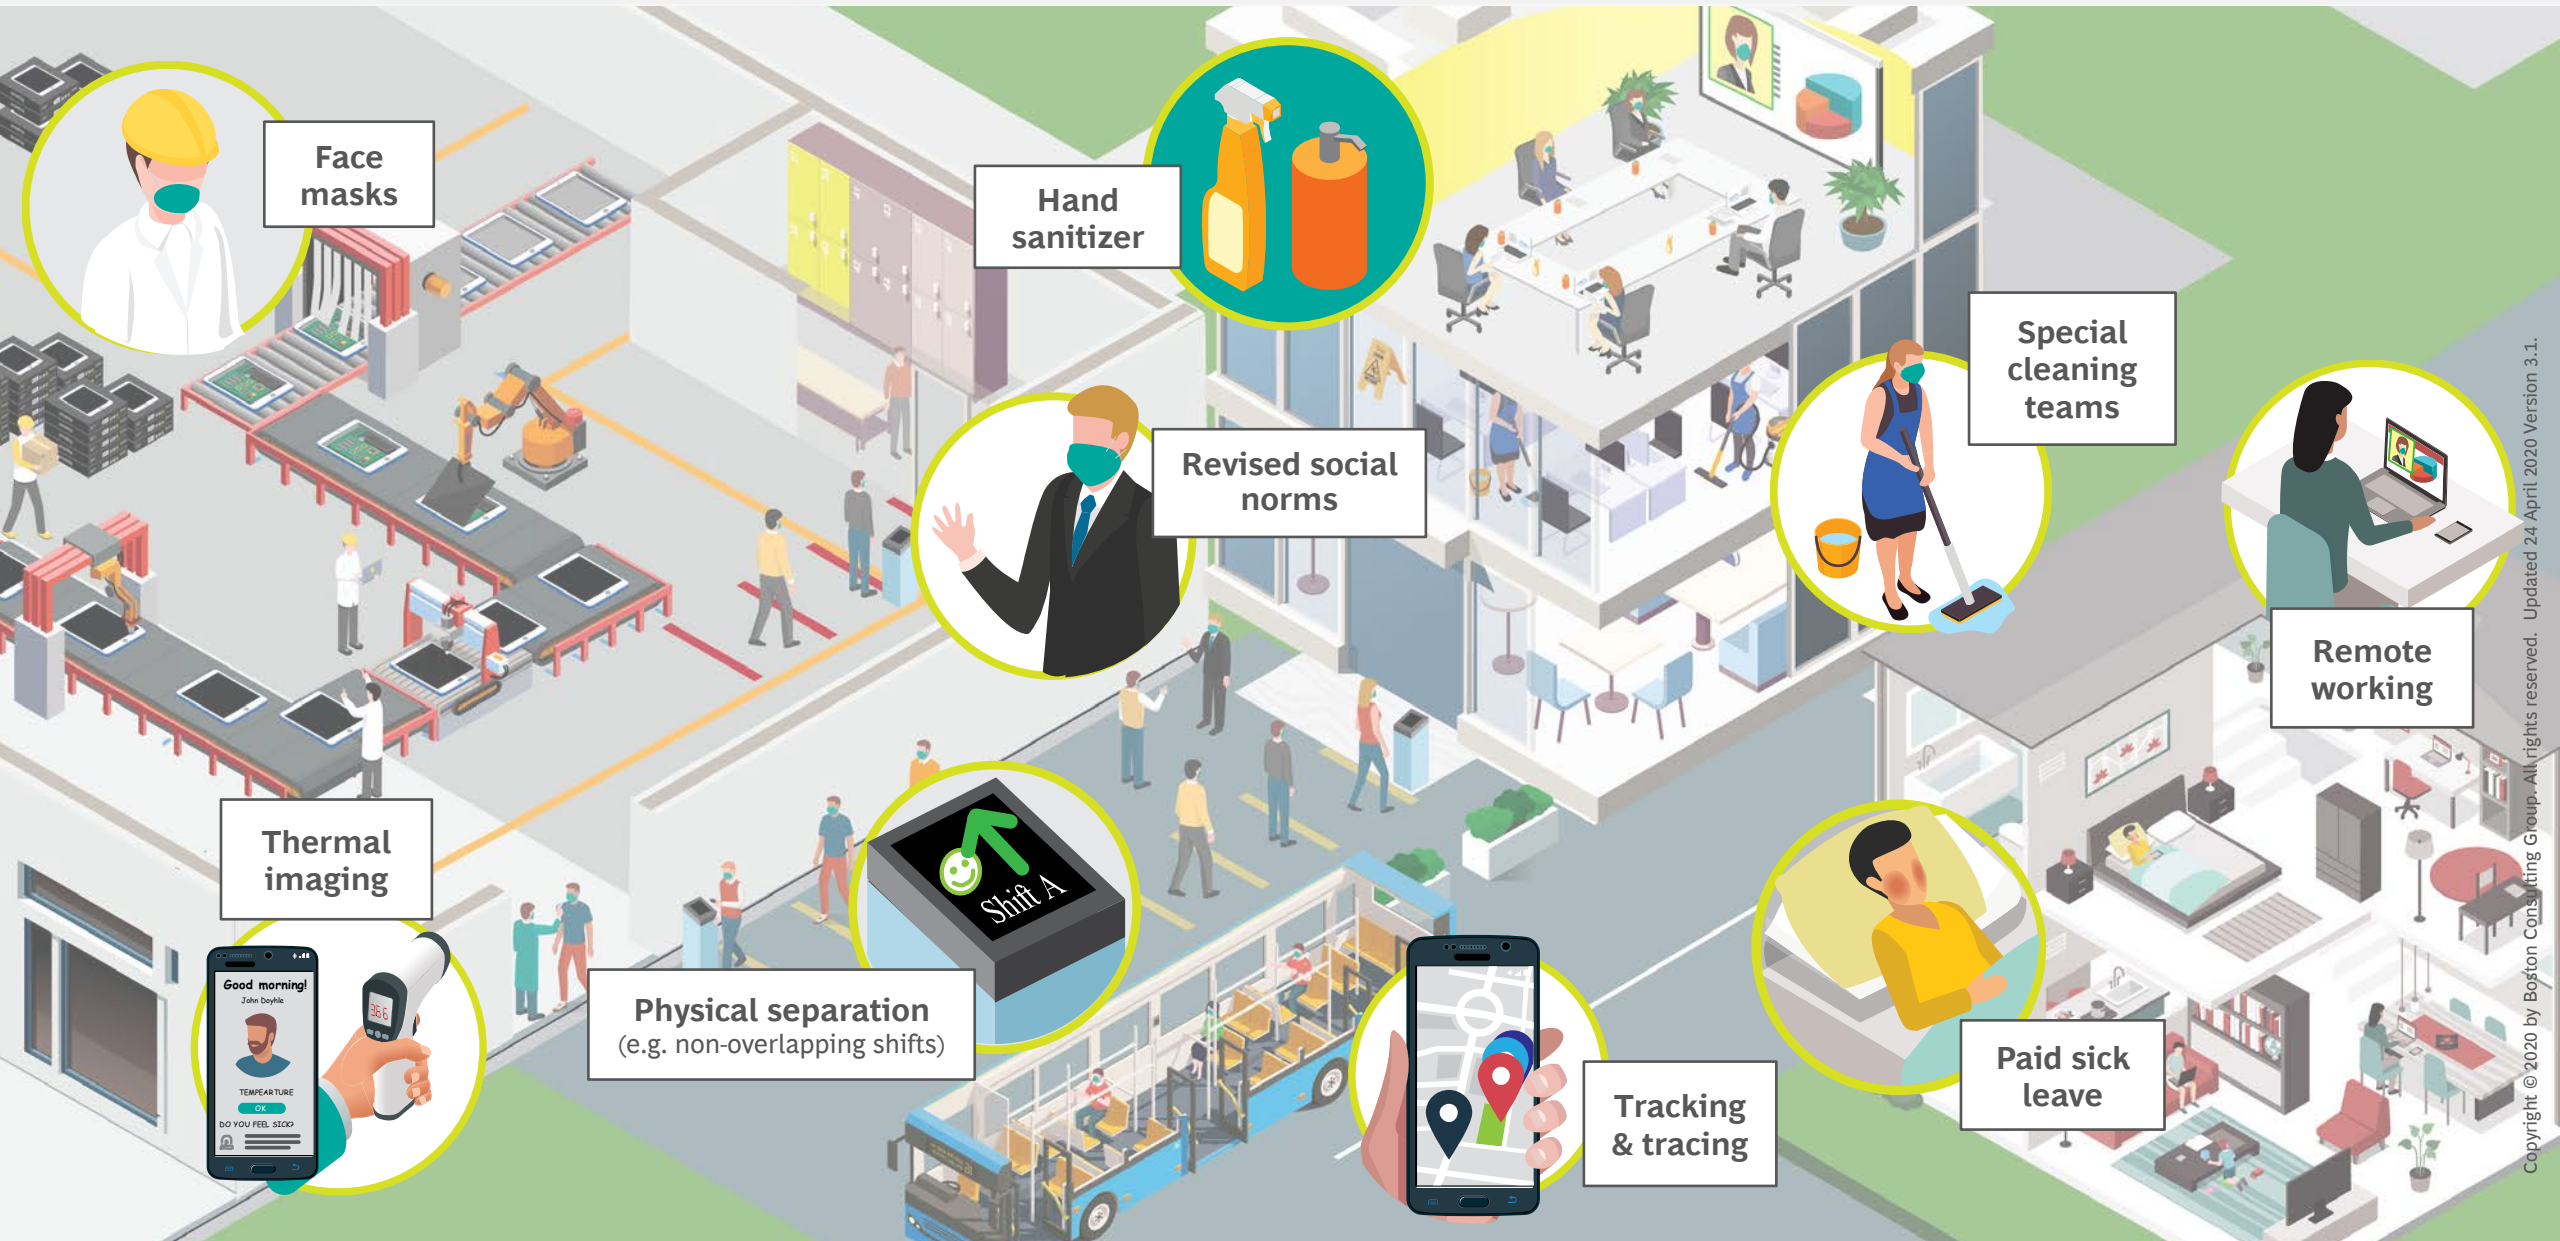 Face
masks
Hand
sanitizer
Special
cleaning
teams
Revised social
norms
Remote
working
Thermal
imaging
Good morning!
John Doyhle
TEMPEARTURE
OK
DO YOU FEEL SICK?
36.6
Shift A
Physical separation
(e.g. non-overlapping shifts)
Tracking
& tracing
Paid sick
leave
Copyright © 2020 by Boston Consulting Group. All rights reserved. Updated 24 April 2020 Version 3.1.